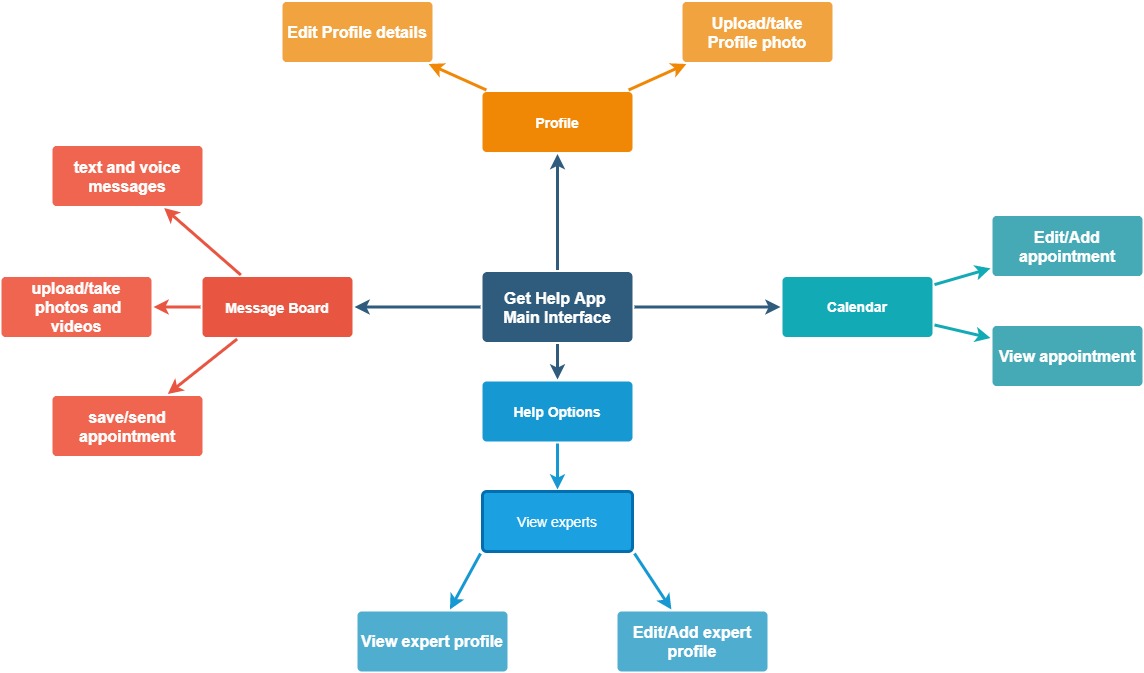 Edit Profile details
Upload/take
Profile photo
Profile
text and voice
messages
Edit/Add
appointment
upload/take
photos and
videos
Message Board
Get Help App
Main Interface
Calendar
View appointment
save/send
appointment
Help Options
View experts
View expert profile
Edit/Add expert
profile